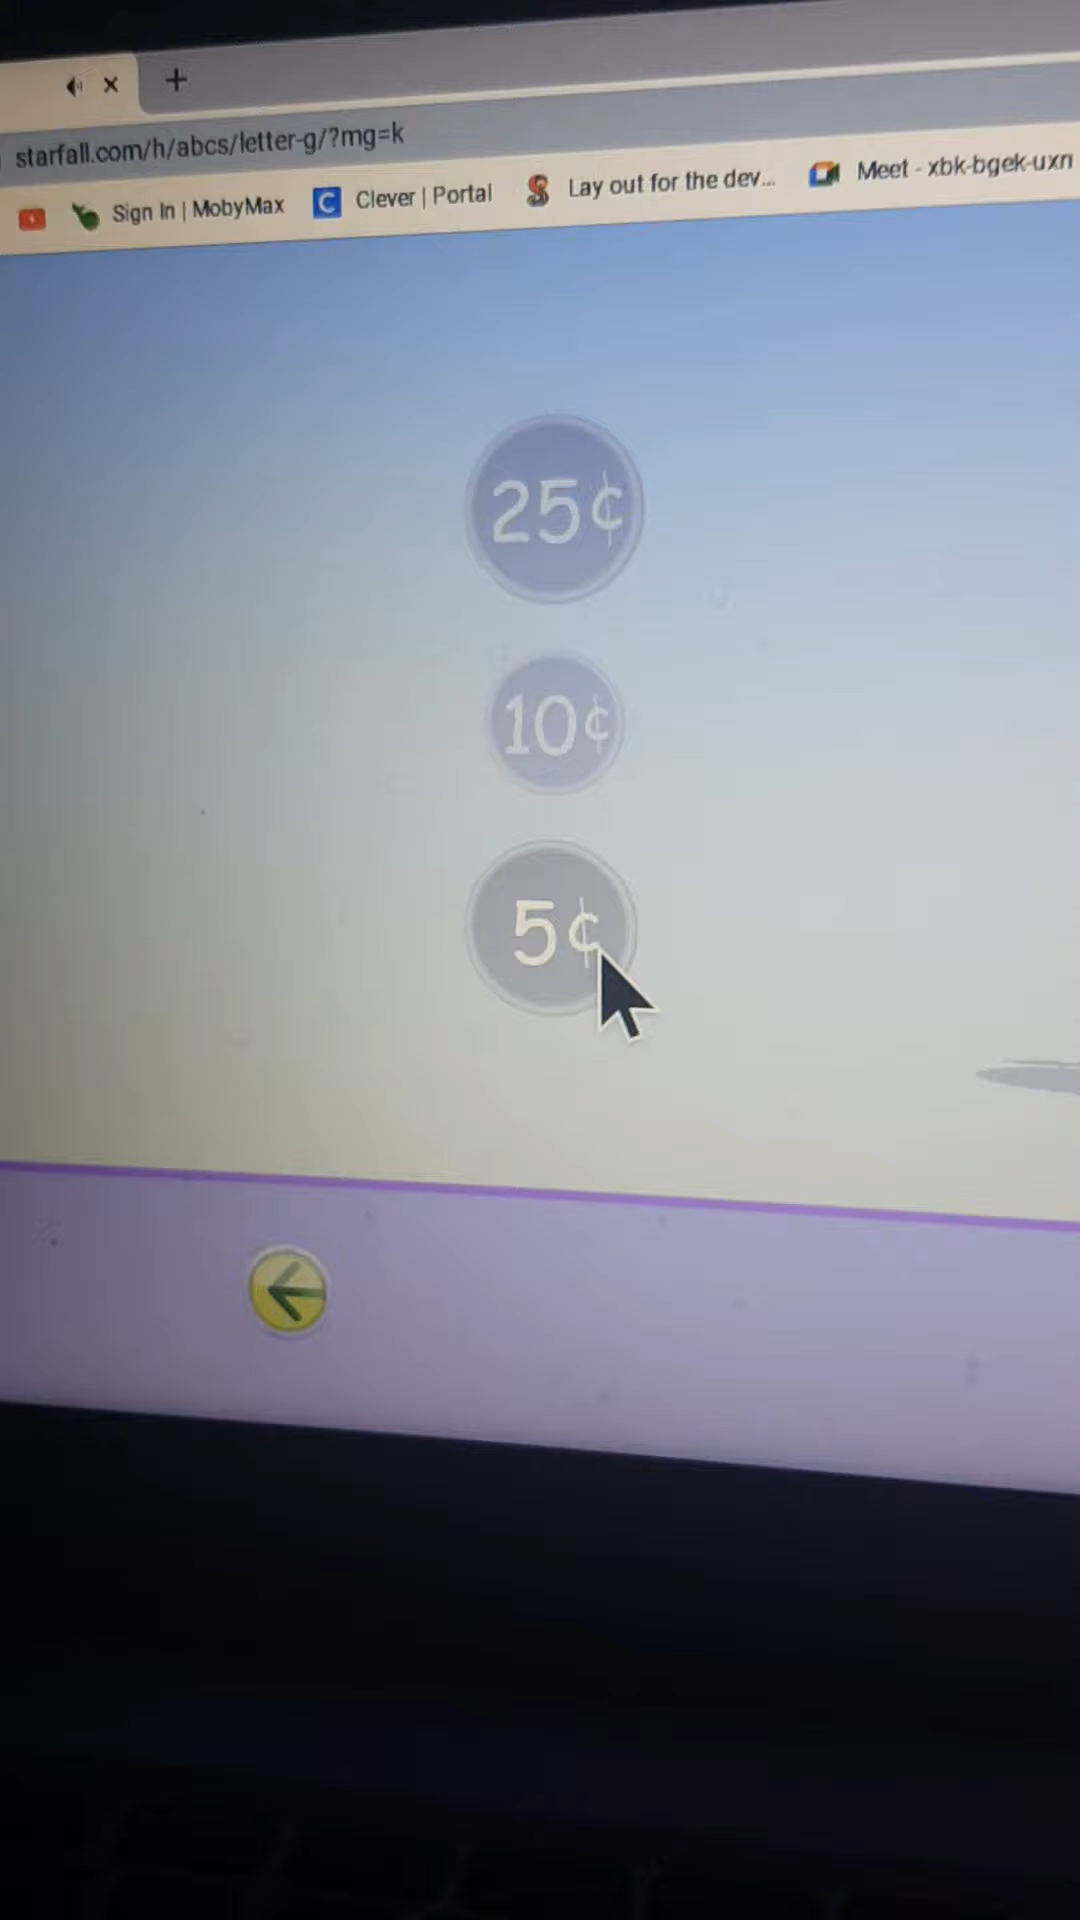 starfall.com/h/abcs/letter-g/?mg=k
Sign In | MobyMax Clever | Portal Lay out for the dev... Meet - xbk-bgek-uxn
25¢
10¢
5¢